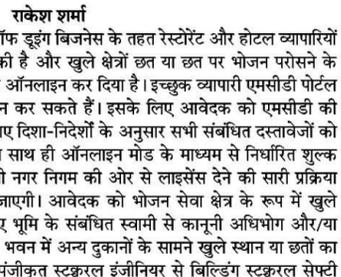 राकेश शर्मा
ऑफ डूइंग बिजनेस के तहत रेस्टोरेंट और होटल व्यापारियों
की है और खुले क्षेत्रों छत या छत पर भोजन परोसने के
ऑनलाइन कर दिया है। इच्छुक व्यापारी एमसीडी पोर्टल
न कर सकते हैं। इसके लिए आवेदक को एमसीडी की
ए दिशा-निर्देशों के अनुसार सभी संबंधित दस्तावेजों को
साथ ही ऑनलाइन मोड के माध्यम से निर्धारित शुल्क
नगर निगम की ओर से लाइसेंस देने की सारी प्रक्रिया
जाएगी। आवेदक को भोजन सेवा क्षेत्र के रूप में खुले
भूमि के संबंधित स्वामी से कानूनी अधिभोग और/या
भवन में अन्य दुकानों के सामने खुले स्थान या छतों का
पंजीकृत स्टक्चरल इंजीनियर से बिल्डिंग स्टक्चरल सेफ्टी